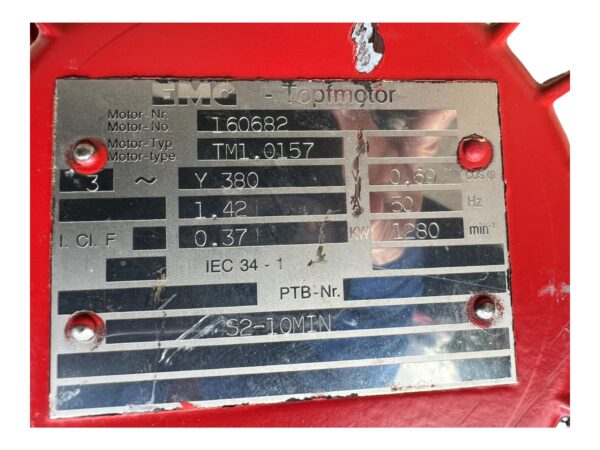 EMC - Topfmotor
Motor-Nr. Motor-No. 160682
Motor-Typ Motor-type TM1.0157
3 ~ Y 380 V 0.69 cos φ
1.42 A 50 Hz
I. Cl. F 0.37 KW 1280 min⁻¹
IEC 34 - 1
PTB-Nr.
S2-10MIN